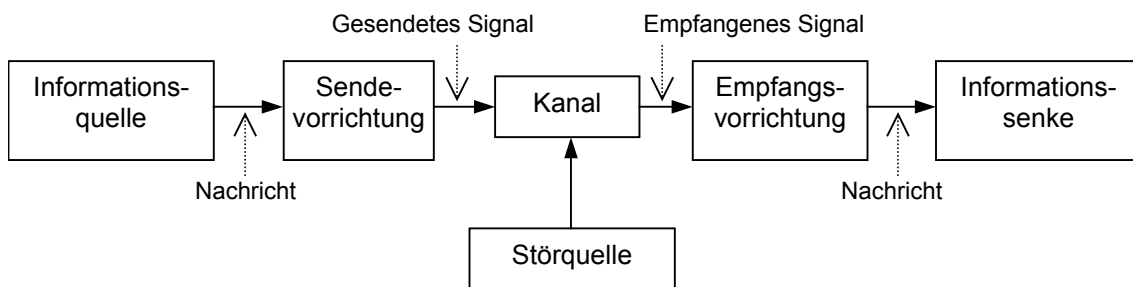 Gesendetes Signal
Empfangenes Signal
Informations-
quelle
Sende-
vorrichtung
Kanal
Empfangs-
vorrichtung
Informations-
senke
Nachricht
Nachricht
Störquelle